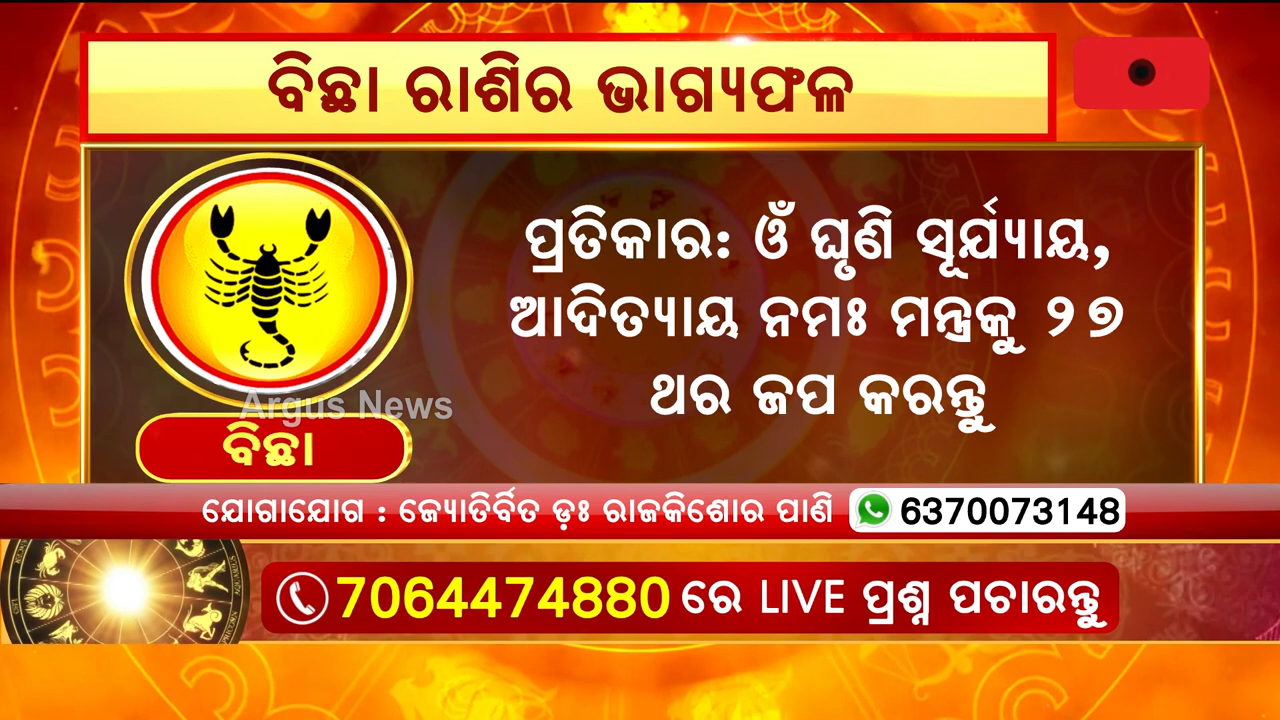 ବିଛା ରାଶିର ଭାଗ୍ୟଫଳ
ପ୍ରତିକାର: ଓଁ ଘୃଣି ସୂର୍ଯ୍ୟାୟ,
ଆଦିତ୍ୟାୟ ନମଃ ମନ୍ତ୍ରକୁ ୨୭
ଥର ଜପ କରନ୍ତୁ
Argus News
ବିଛା
ଯୋଗାଯୋଗ : ଜ୍ୟୋତିର୍ବିତ ଡ଼ଃ ରାଜକିଶୋର ପାଣି 6370073148
7064474880 ରେ LIVE ପ୍ରଶ୍ନ ପଚାରନ୍ତୁ